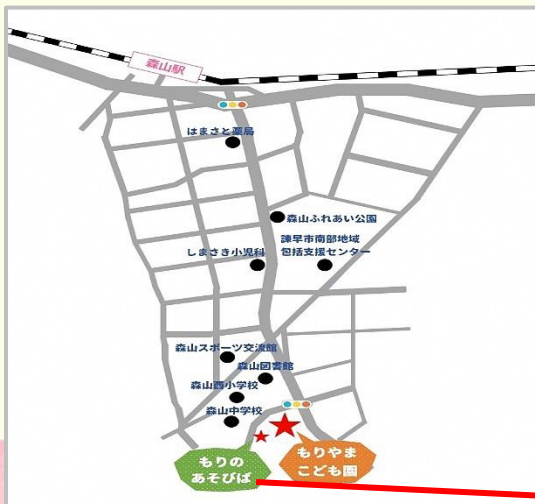 森山駅
はまさと薬局
森山ふれあい公園
諫早市南部地域
包括支援センター
しまさき小児科
森山スポーツ交流館
森山図書館
森山西小学校
森山中学校
もりの
あそびば
もりやま
こども園